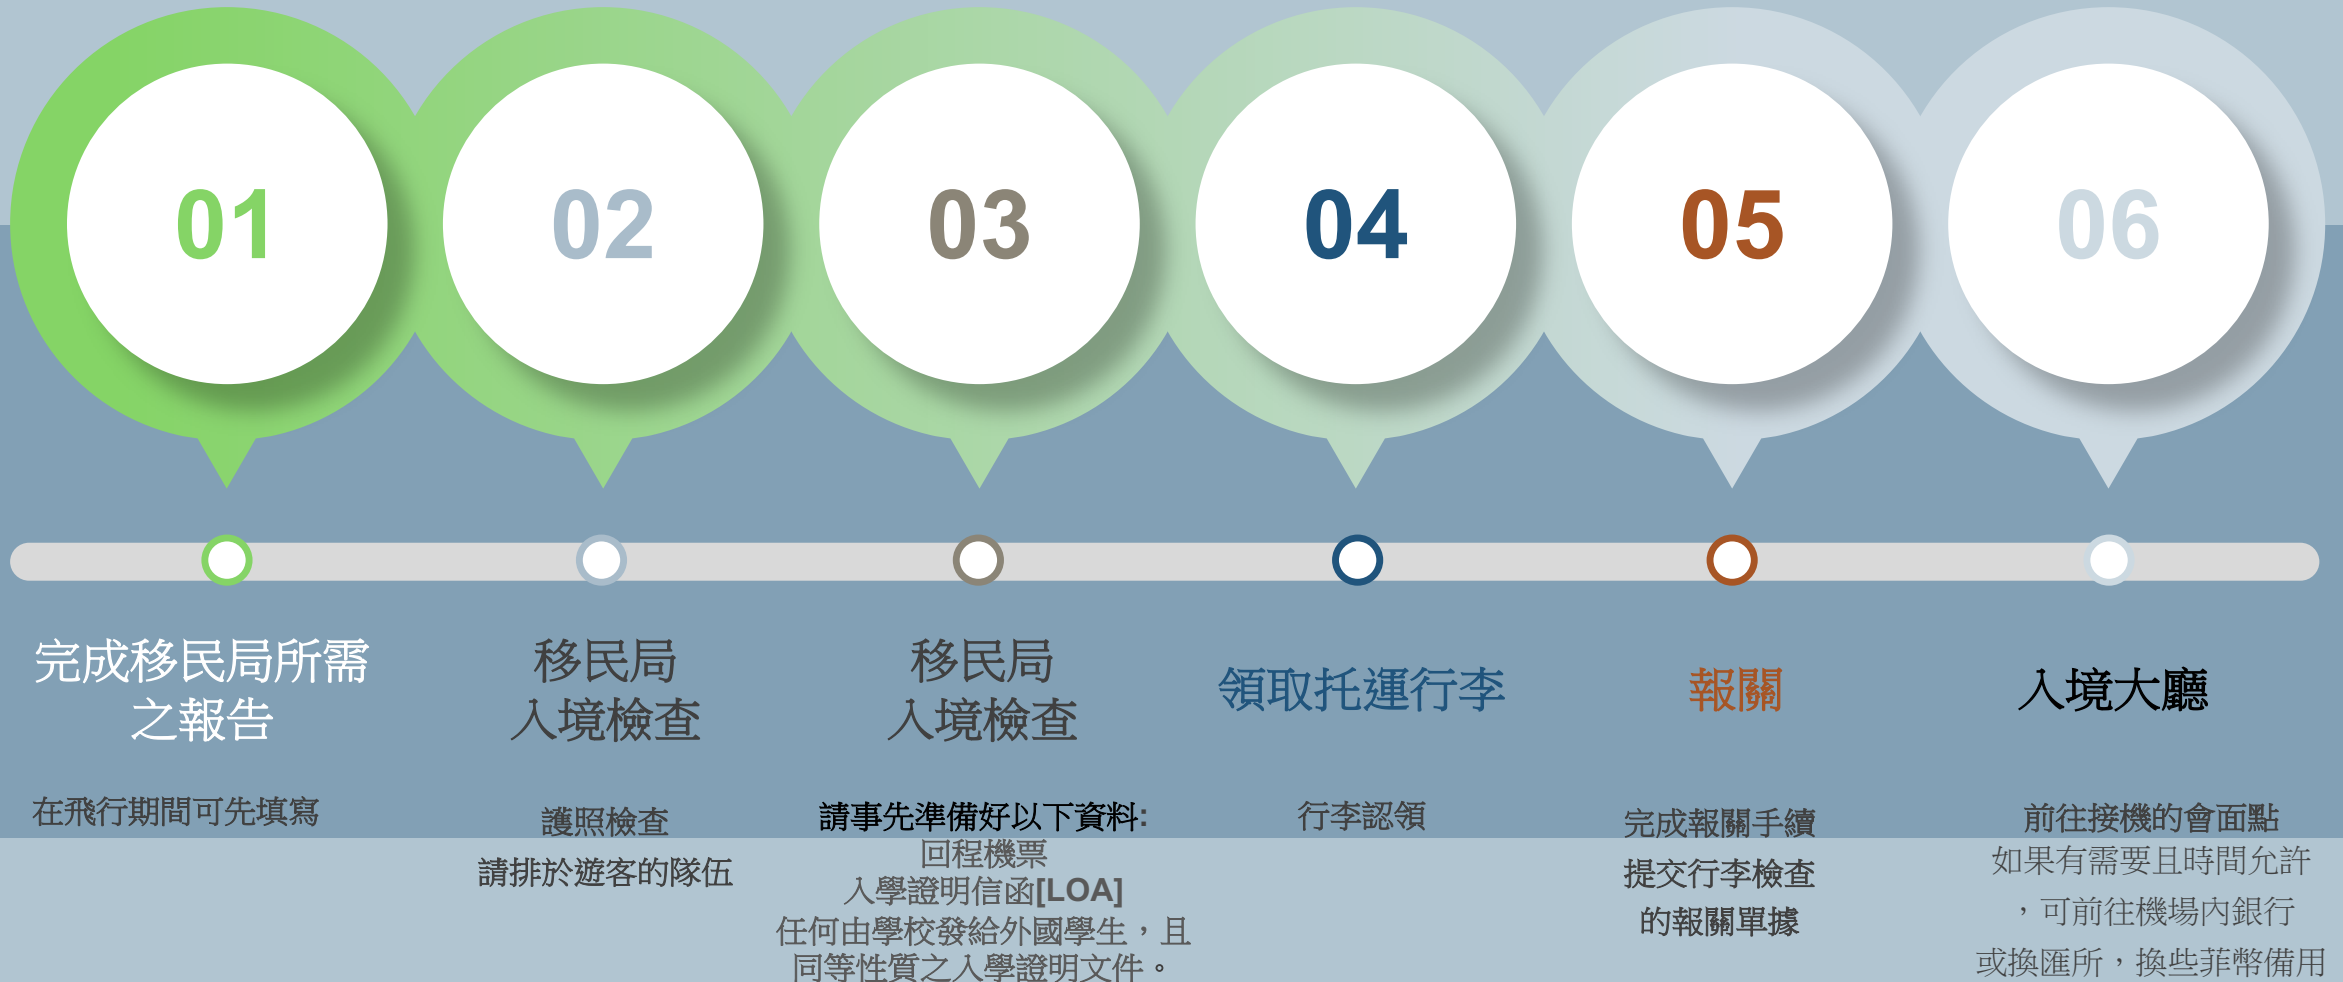 01
02
03
04
05
06
完成移民局所需
之報告
在飛行期間可先填寫
移民局
入境檢查
護照檢查
請排於遊客的隊伍
移民局
入境檢查
請事先準備好以下資料:
回程機票
入學證明信函[LOA]
任何由學校發給外國學生，且
同等性質之入學證明文件。
領取托運行李
行李認領
報關
完成報關手續
提交行李檢查
的報關單據
入境大廳
前往接機的會面點
如果有需要且時間允許
，可前往機場內銀行
或換匯所，換些菲幣備用